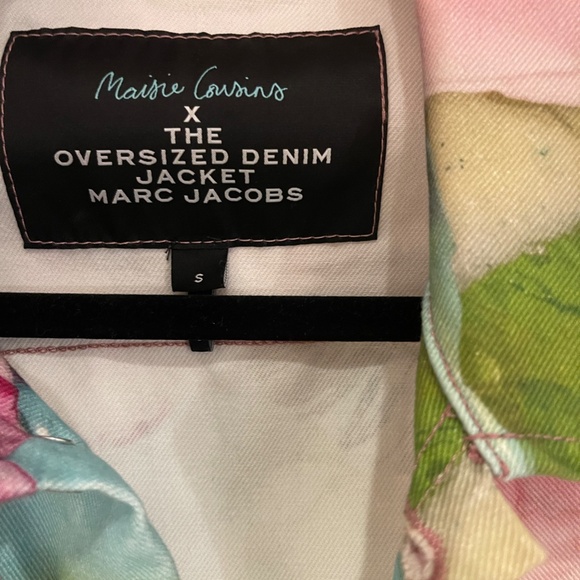 Maisie Cousins
X
THE
OVERSIZED DENIM
JACKET
MARC JACOBS
S